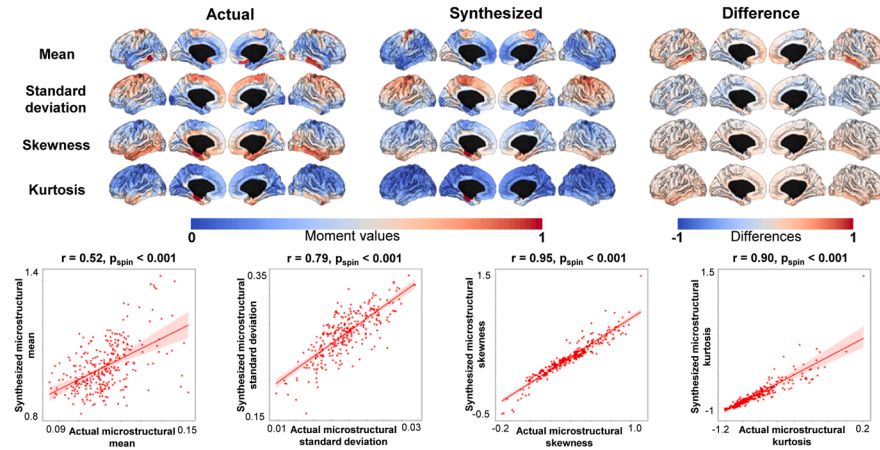 Actual Synthesized Difference
Mean
Standard
deviation
Skewness
Kurtosis
0 Moment values 1
-1 Differences 1
r = 0.52, pspin < 0.001
r = 0.79, pspin < 0.001
r = 0.95, pspin < 0.001
r = 0.90, pspin < 0.001
1.4
Synthesized microstructural
mean
0.8
0.09 Actual microstructural 0.15
mean
0.35
Synthesized microstructural
standard deviation
0.15
0.01 Actual microstructural 0.03
standard deviation
1.5
Synthesized microstructural
skewness
-0.5
-0.2 Actual microstructural 1.0
skewness
1.5
Synthesized microstructural
kurtosis
-1
-1.2 Actual microstructural 0.2
kurtosis